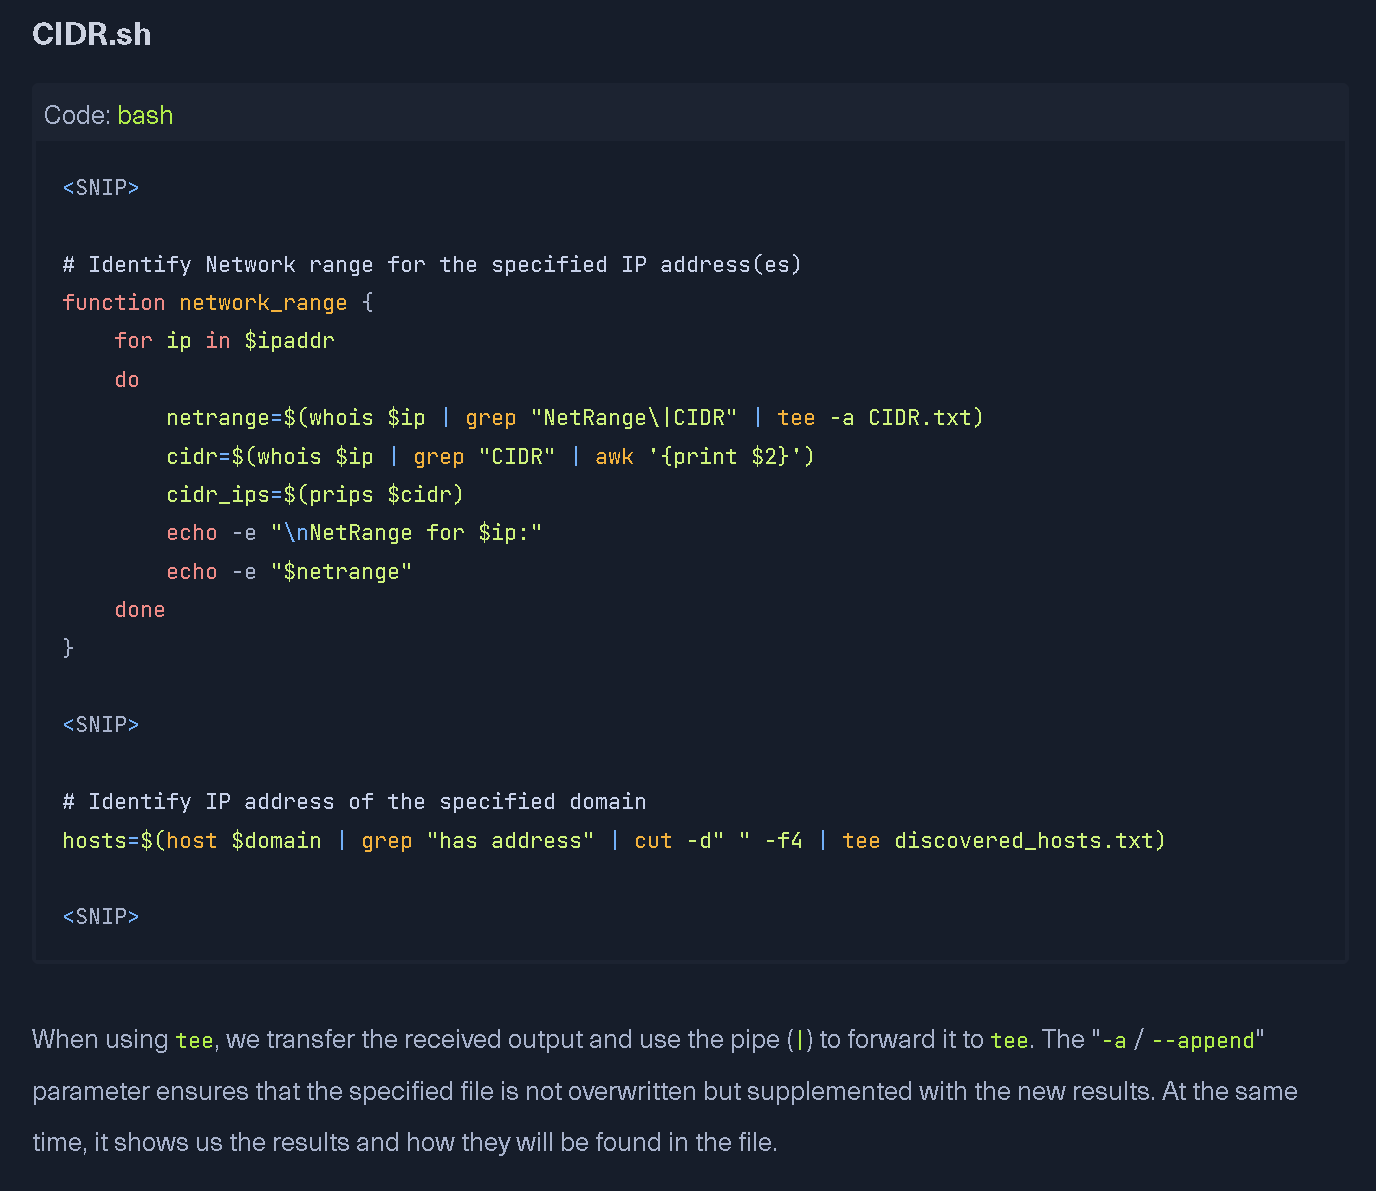 CIDR.sh
Code: bash
<SNIP>
# Identify Network range for the specified IP address(es)
function network_range {
    for ip in $ipaddr
    do
        netrange=$(whois $ip | grep "NetRange\|CIDR" | tee -a CIDR.txt)
        cidr=$(whois $ip | grep "CIDR" | awk '{print $2}')
        cidr_ips=$(prips $cidr)
        echo -e "\nNetRange for $ip:"
        echo -e "$netrange"
    done
}
<SNIP>
# Identify IP address of the specified domain
hosts=$(host $domain | grep "has address" | cut -d" " -f4 | tee discovered_hosts.txt)
<SNIP>
When using tee, we transfer the received output and use the pipe (|) to forward it to tee. The "-a / --append"
parameter ensures that the specified file is not overwritten but supplemented with the new results. At the same
time, it shows us the results and how they will be found in the file.